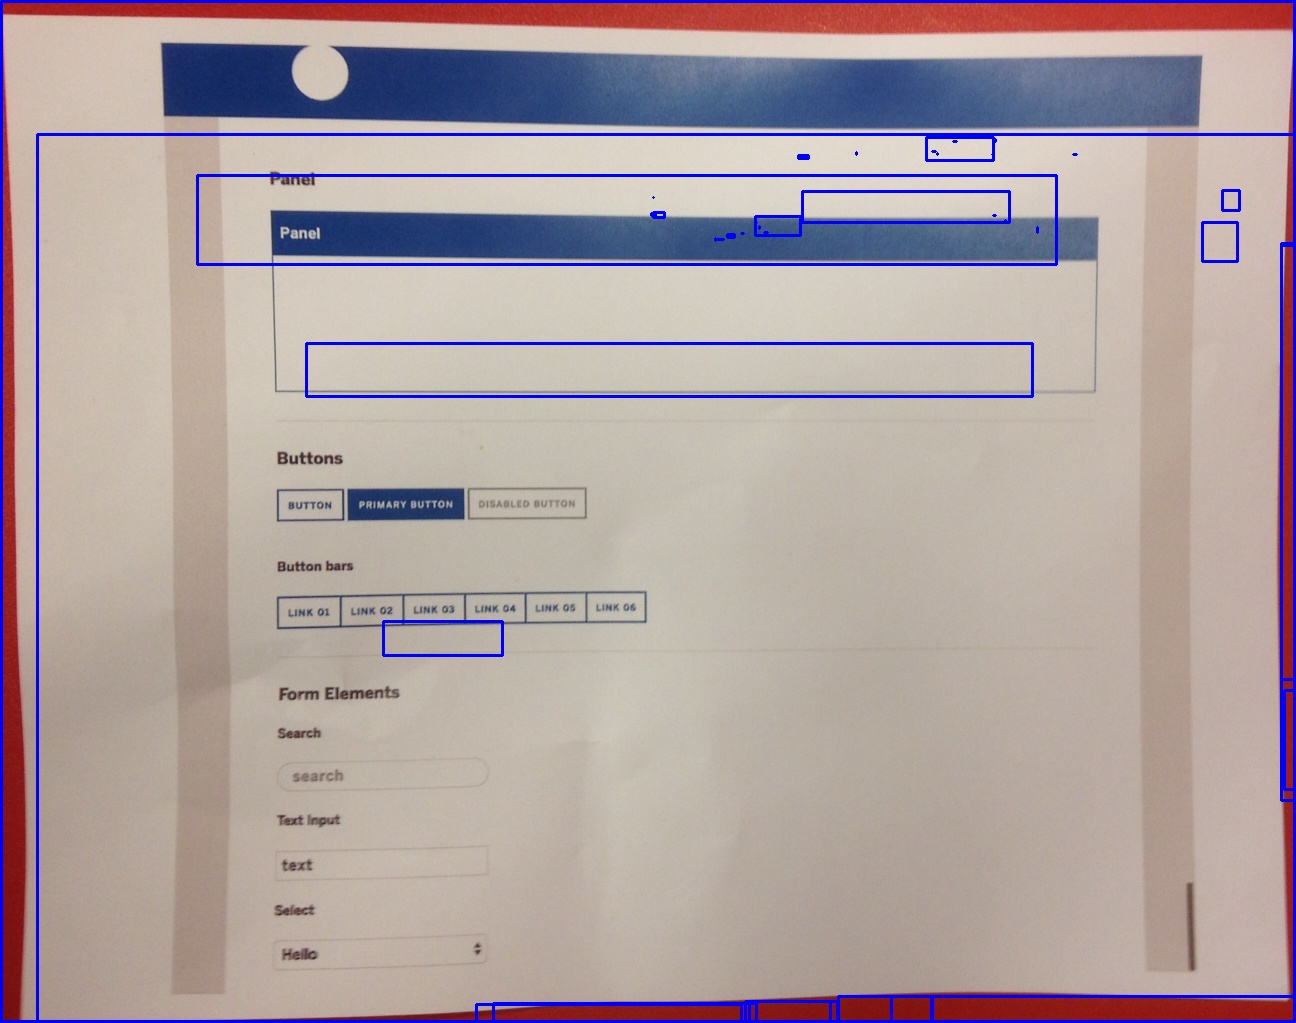 Panel
Panel
Buttons
BUTTON PRIMARY BUTTON DISABLED BUTTON
Button bars
LINK 01 LINK 02 LINK 03 LINK 04 LINK 05 LINK 06
Form Elements
Search
search
Text Input
text
Select
Hello